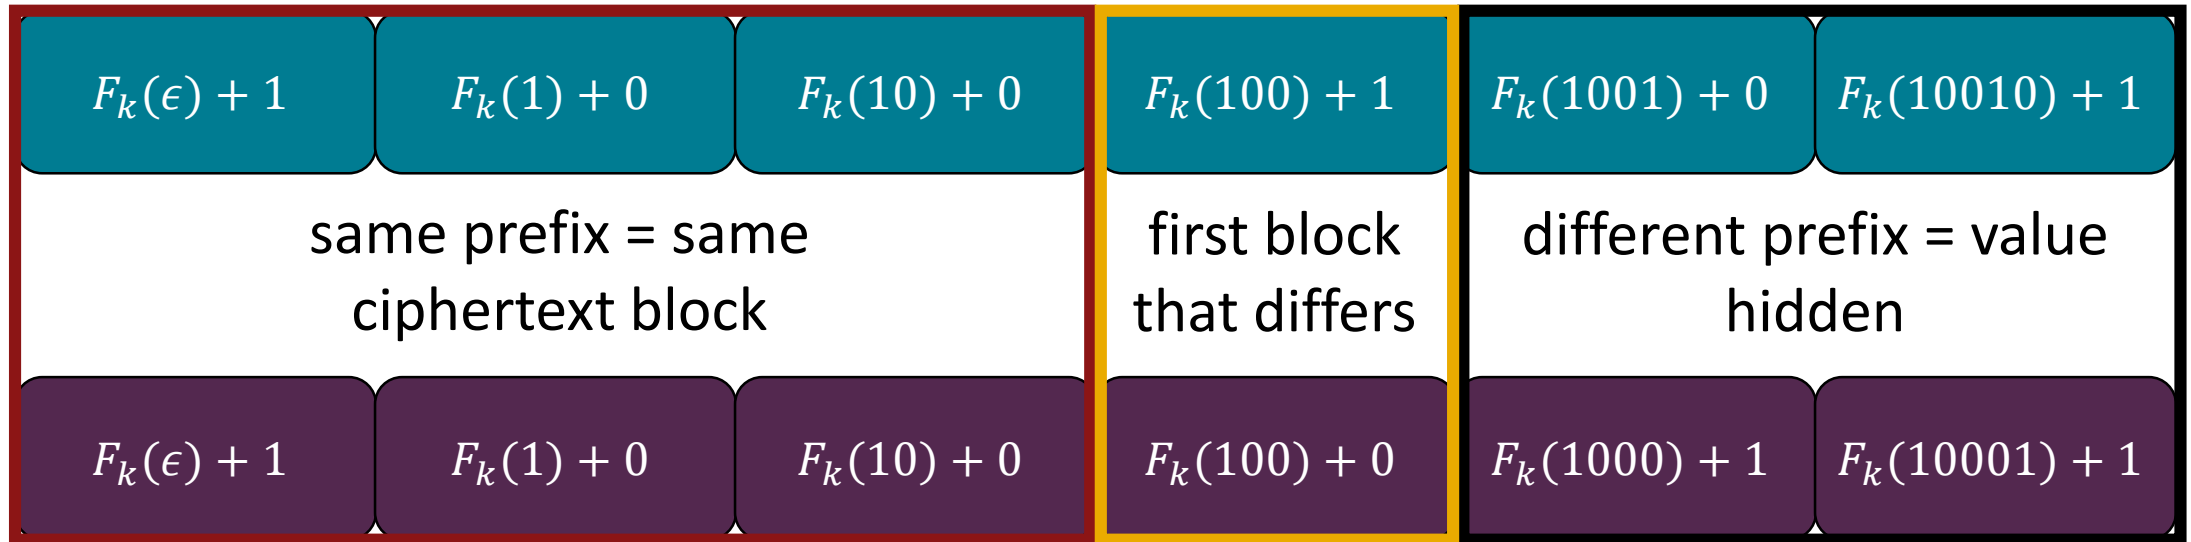 F_k(ϵ) + 1 F_k(1) + 0 F_k(10) + 0 F_k(100) + 1 F_k(1001) + 0 F_k(10010) + 1
same prefix = same
ciphertext block
first block
that differs
different prefix = value
hidden
F_k(ϵ) + 1 F_k(1) + 0 F_k(10) + 0 F_k(100) + 0 F_k(1000) + 1 F_k(10001) + 1